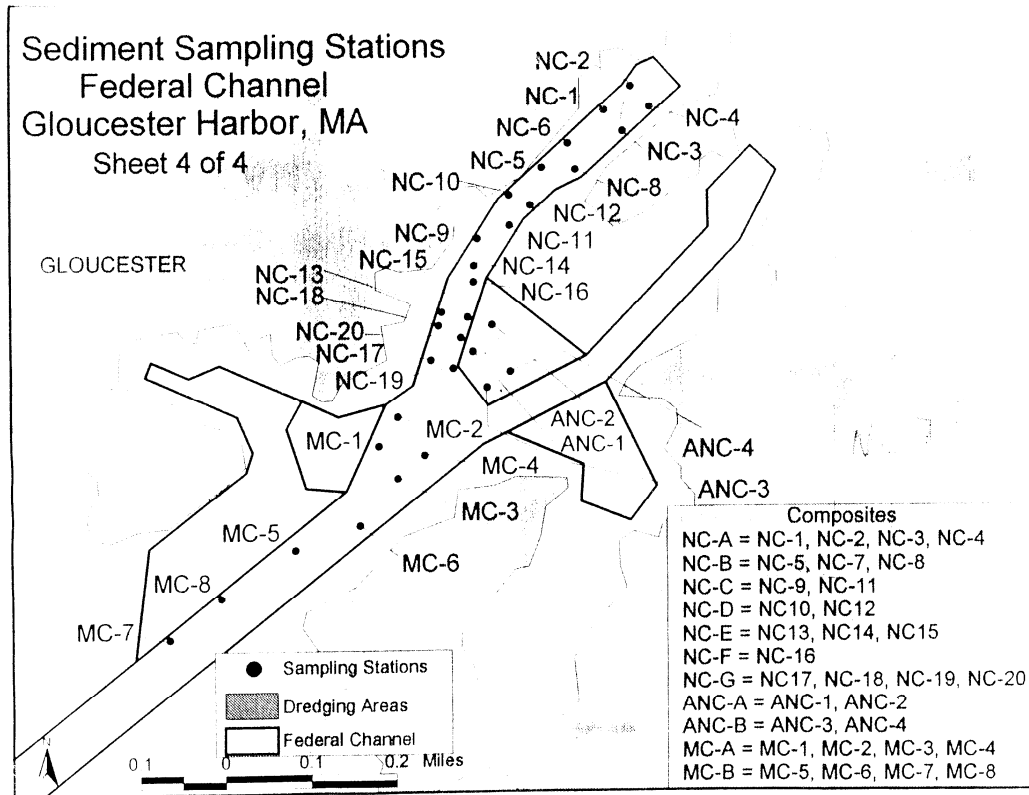 Sediment Sampling Stations
Federal Channel
Gloucester Harbor, MA
Sheet 4 of 4
NC-2
NC-1
NC-6
NC-4
NC-5
NC-3
NC-10
NC-8
NC-12
NC-9
NC-11
NC-15
NC-14
GLOUCESTER
NC-13
NC-18
NC-16
NC-20
NC-17
NC-19
MC-1
MC-2
ANC-2
ANC-1
ANC-4
MC-4
ANC-3
MC-3
MC-5
MC-6
MC-8
MC-7
Composites
NC-A = NC-1, NC-2, NC-3, NC-4
NC-B = NC-5, NC-7, NC-8
NC-C = NC-9, NC-11
NC-D = NC10, NC12
NC-E = NC13, NC14, NC15
NC-F = NC-16
NC-G = NC17, NC-18, NC-19, NC-20
ANC-A = ANC-1, ANC-2
ANC-B = ANC-3, ANC-4
MC-A = MC-1, MC-2, MC-3, MC-4
MC-B = MC-5, MC-6, MC-7, MC-8
Sampling Stations
Dredging Areas
Federal Channel
N
0.1 0 0.1 0.2 Miles